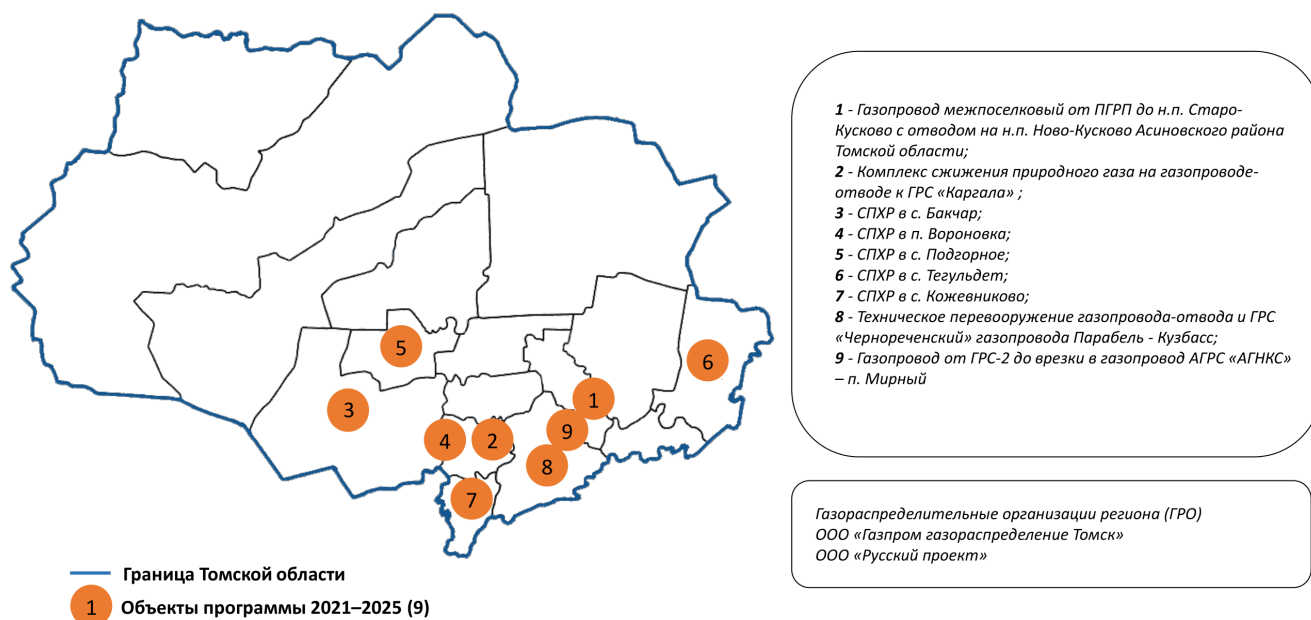 1 - Газопровод межпоселковый от ПГРП до н.п. Старо-
Кусково с отводом на н.п. Ново-Кусково Асиновского района
Томской области;
2 - Комплекс сжижения природного газа на газопроводе-
отводе к ГРС «Каргала» ;
3 - СПХР в с. Бакчар;
4 - СПХР в п. Вороновка;
5 - СПХР в с. Подгорное;
6 - СПХР в с. Тегульдет;
7 - СПХР в с. Кожевниково;
8 - Техническое перевооружение газопровода-отвода и ГРС
«Чернореченский» газопровода Парабель - Кузбасс;
9 - Газопровод от ГРС-2 до врезки в газопровод АГРС «АГНКС»
– п. Мирный
5
6
3
1
9
4
2
8
7
Газораспределительные организации региона (ГРО)
ООО «Газпром газораспределение Томск»
ООО «Русский проект»
Граница Томской области
1 Объекты программы 2021–2025 (9)